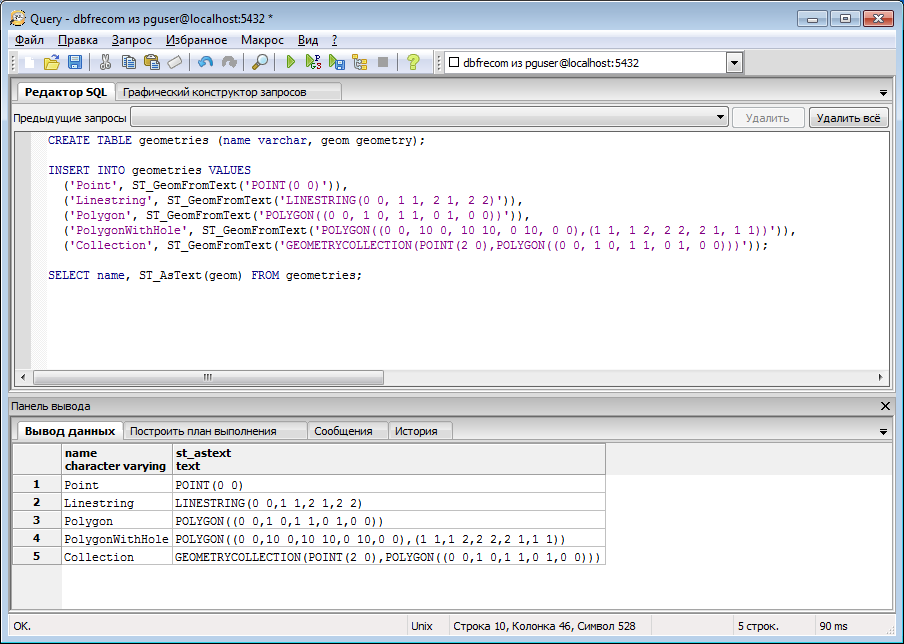 Query - dbfrecom из pguser@localhost:5432 *
Файл Правка Запрос Избранное Макрос Вид ?
dbfrecom из pguser@localhost:5432
Редактор SQL Графический конструктор запросов
Предыдущие запросы Удалить Удалить всё
CREATE TABLE geometries (name varchar, geom geometry);
INSERT INTO geometries VALUES
('Point', ST_GeomFromText('POINT(0 0)')),
('Linestring', ST_GeomFromText('LINESTRING(0 0, 1 1, 2 1, 2 2)')),
('Polygon', ST_GeomFromText('POLYGON((0 0, 1 0, 1 1, 0 1, 0 0))')),
('PolygonWithHole', ST_GeomFromText('POLYGON((0 0, 10 0, 10 10, 0 10, 0 0),(1 1, 1 2, 2 2, 2 1, 1 1))')),
('Collection', ST_GeomFromText('GEOMETRYCOLLECTION(POINT(2 0),POLYGON((0 0, 1 0, 1 1, 0 1, 0 0)))'));
SELECT name, ST_AsText(geom) FROM geometries;
Панель вывода
Вывод данных Построить план выполнения Сообщения История
name st_astext
character varying text
1 Point POINT(0 0)
2 Linestring LINESTRING(0 0,1 1,2 1,2 2)
3 Polygon POLYGON((0 0,1 0,1 1,0 1,0 0))
4 PolygonWithHole POLYGON((0 0,10 0,10 10,0 10,0 0),(1 1,1 2,2 2,2 1,1 1))
5 Collection GEOMETRYCOLLECTION(POINT(2 0),POLYGON((0 0,1 0,1 1,0 1,0 0)))
OK. Unix Строка 10, Колонка 46, Символ 528 5 строк. 90 ms